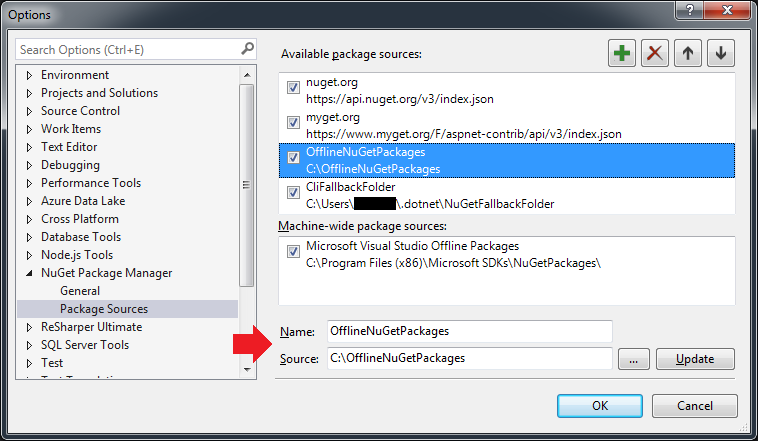 Options
Search Options (Ctrl+E)
Environment
Projects and Solutions
Source Control
Work Items
Text Editor
Debugging
Performance Tools
Azure Data Lake
Cross Platform
Database Tools
Node.js Tools
NuGet Package Manager
General
Package Sources
ReSharper Ultimate
SQL Server Tools
Test
Available package sources:
nuget.org
https://api.nuget.org/v3/index.json
myget.org
https://www.myget.org/F/aspnet-contrib/api/v3/index.json
OfflineNuGetPackages
C:\OfflineNuGetPackages
CliFallbackFolder
C:\Users\ \.dotnet\NuGetFallbackFolder
Machine-wide package sources:
Microsoft Visual Studio Offline Packages
C:\Program Files (x86)\Microsoft SDKs\NuGetPackages\
Name: OfflineNuGetPackages
Source: C:\OfflineNuGetPackages ... Update
OK Cancel